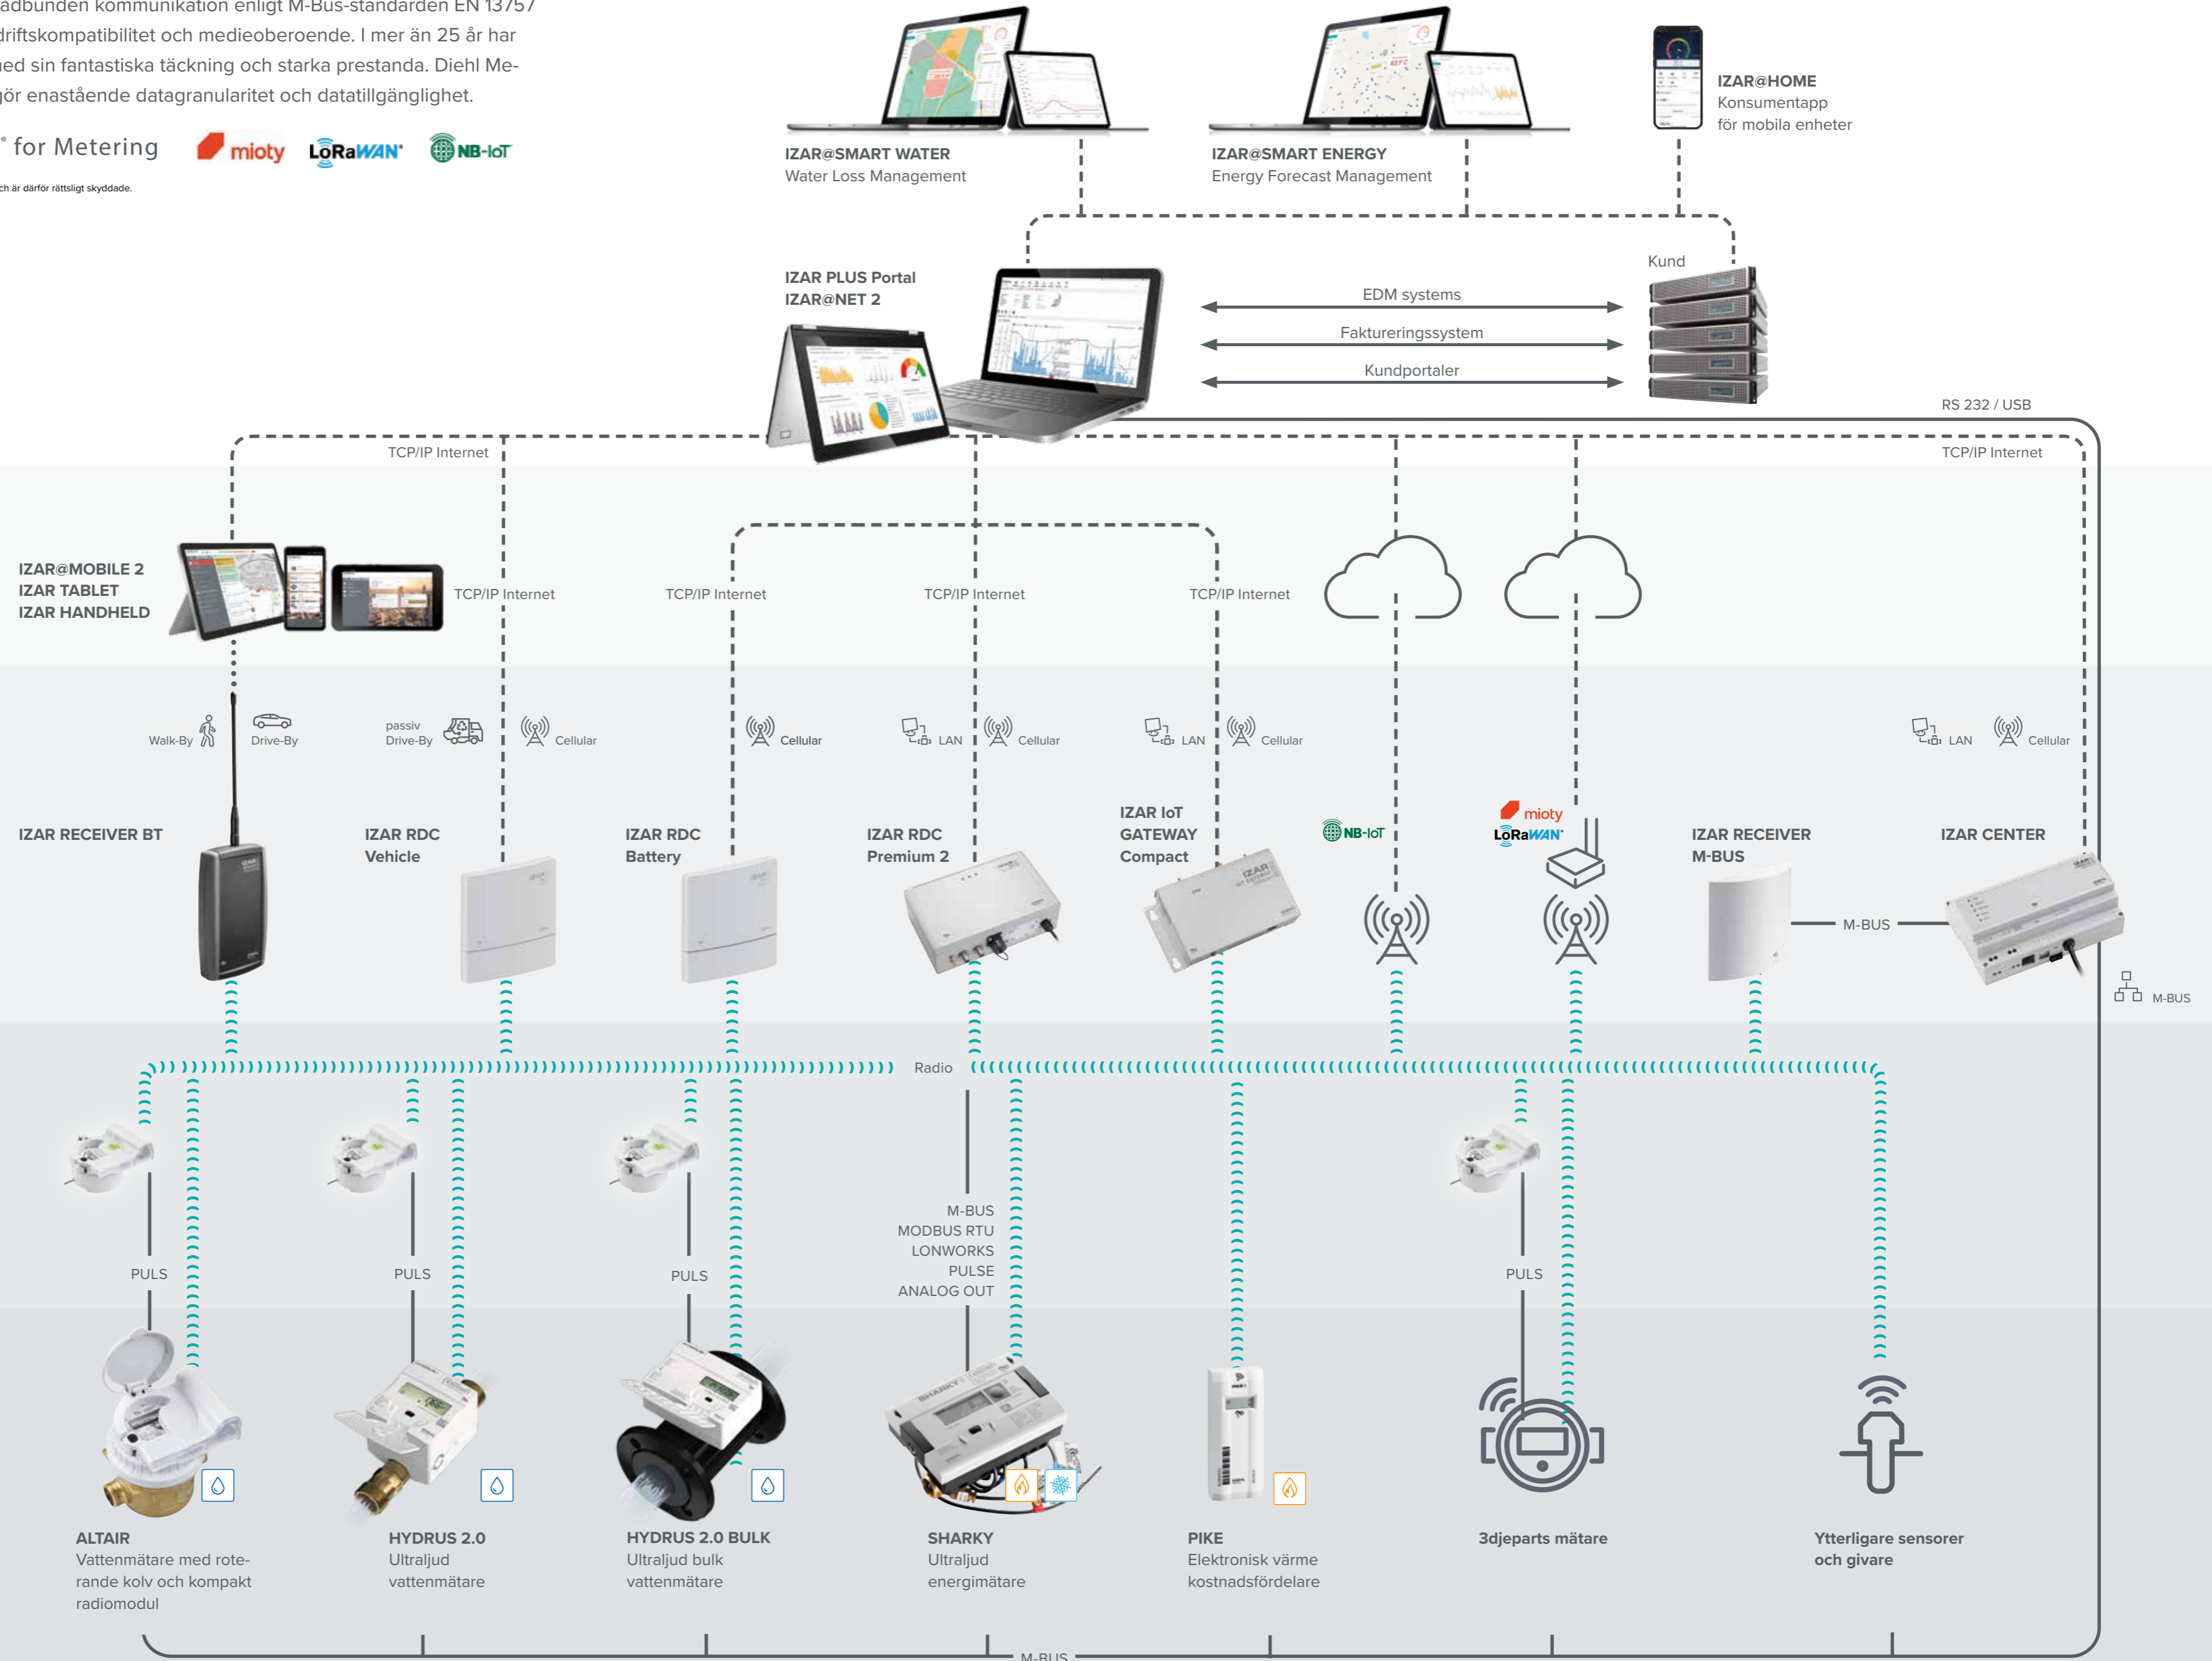 adbunden kommunikation enligt M-Bus-standarden EN 13757
driftskompatibilitet och medieoberoende. I mer än 25 år har
med sin fantastiska täckning och starka prestanda. Diehl Me-
gör enastående datagranularitet och datatillgänglighet.
for Metering
mioty
LoRaWAN®
NB-IoT
ch är därför rättsligt skyddade.
IZAR@SMART WATER
Water Loss Management
IZAR@SMART ENERGY
Energy Forecast Management
IZAR@HOME
Konsumentapp
för mobila enheter
IZAR PLUS Portal
IZAR@NET 2
Kund
EDM systems
Faktureringssystem
Kundportaler
RS 232 / USB
TCP/IP Internet
TCP/IP Internet
IZAR@MOBILE 2
IZAR TABLET
IZAR HANDHELD
TCP/IP Internet
TCP/IP Internet
TCP/IP Internet
TCP/IP Internet
Walk-By
Drive-By
passiv
Drive-By
Cellular
Cellular
LAN
Cellular
LAN
Cellular
LAN
Cellular
IZAR RECEIVER BT
IZAR RDC
Vehicle
IZAR RDC
Battery
IZAR RDC
Premium 2
IZAR IoT
GATEWAY
Compact
NB-IoT
mioty
LoRaWAN®
IZAR RECEIVER
M-BUS
IZAR CENTER
IZAR
IZAR
IZAR
IZAR
IoT GATEWAY
M-BUS
M-BUS
Radio
PULS
PULS
PULS
M-BUS
MODBUS RTU
LONWORKS
PULSE
ANALOG OUT
PULS
SHARKY
PIKE
ALTAIR
Vattenmätare med rote-
rande kolv och kompakt
radiomodul
HYDRUS 2.0
Ultraljud
vattenmätare
HYDRUS 2.0 BULK
Ultraljud bulk
vattenmätare
SHARKY
Ultraljud
energimätare
PIKE
Elektronisk värme
kostnadsfördelare
3djeparts mätare
Ytterligare sensorer
och givare
M-BUS